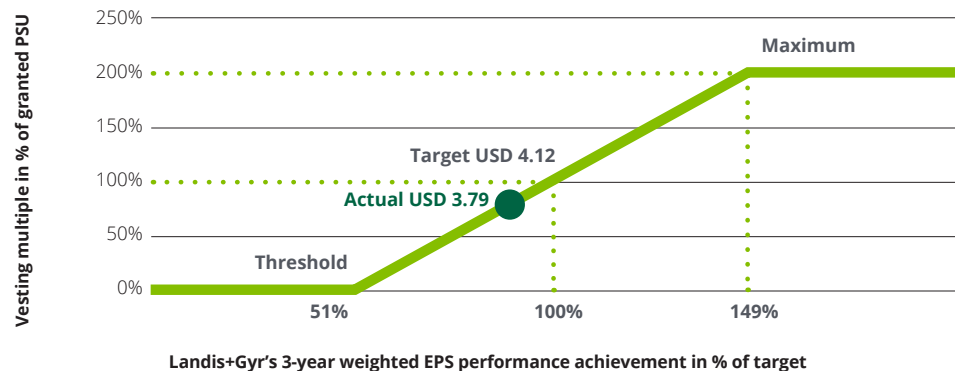 Vesting multiple in % of granted PSU
250%
200%
150%
100%
50%
0%
Maximum
Target USD 4.12
Actual USD 3.79
Threshold
51%
100%
149%
Landis+Gyr’s 3-year weighted EPS performance achievement in % of target